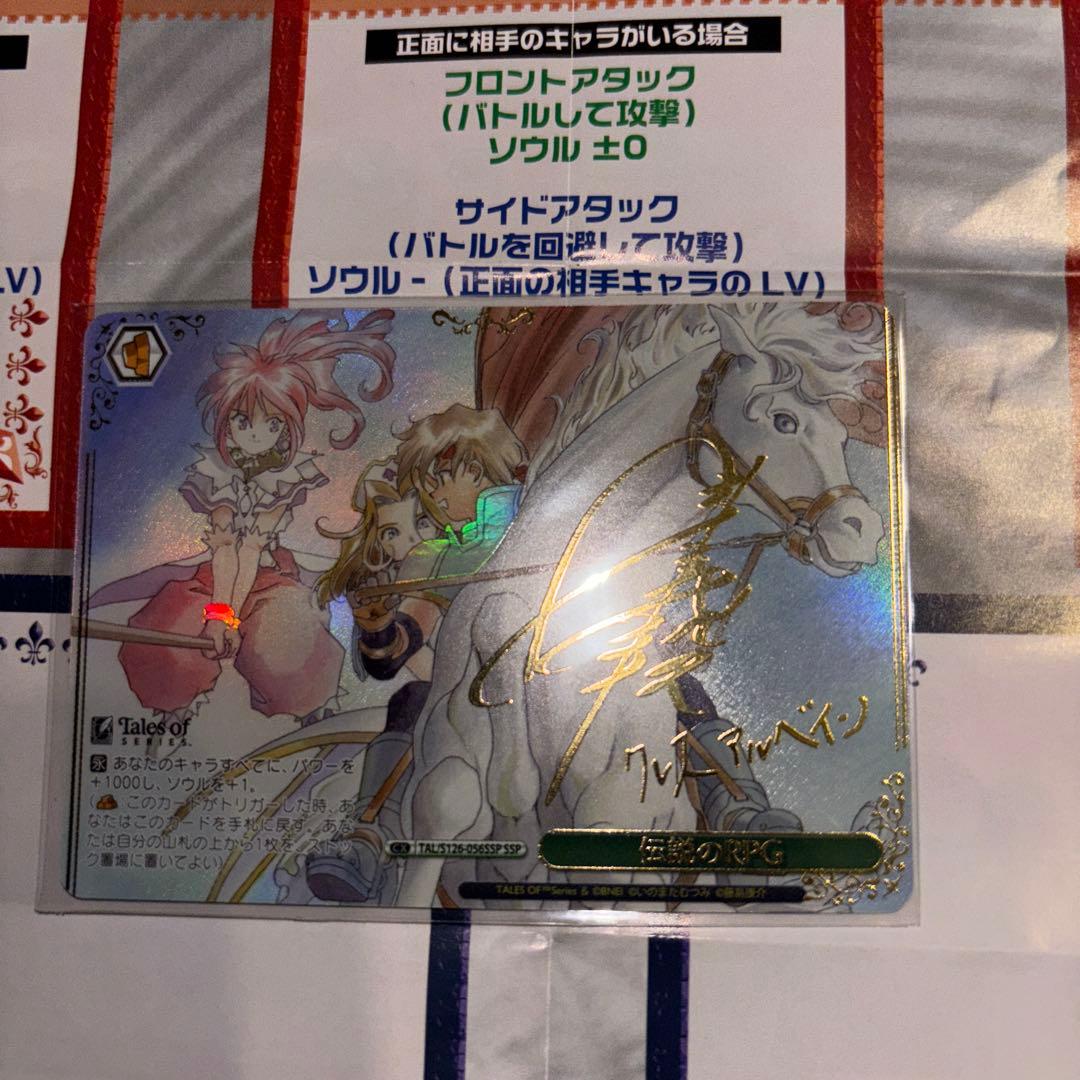 正面に相手のキャラがいる場合
フロントアタック
(バトルして攻撃)
ソウル ±0
サイドアタック
(バトルを回避して攻撃)
ソウル -(正面の相手キャラの LV)
LV)
Tales of
SERIES
永 あなたのキャラすべてに、パワーを
+1000し、ソウルを+1。
( このカードがトリガーした時、あ
なたはこのカードを手札に戻す。あな
たは自分の山札の上から1枚を、ストッ
ク置場に置いてよい)
クレス アルベイン
CX TAL/S126-056SSP SSP
伝説のRPG
TALES OF™Series & ©BNEI ©いのまたむつみ ©藤島康介